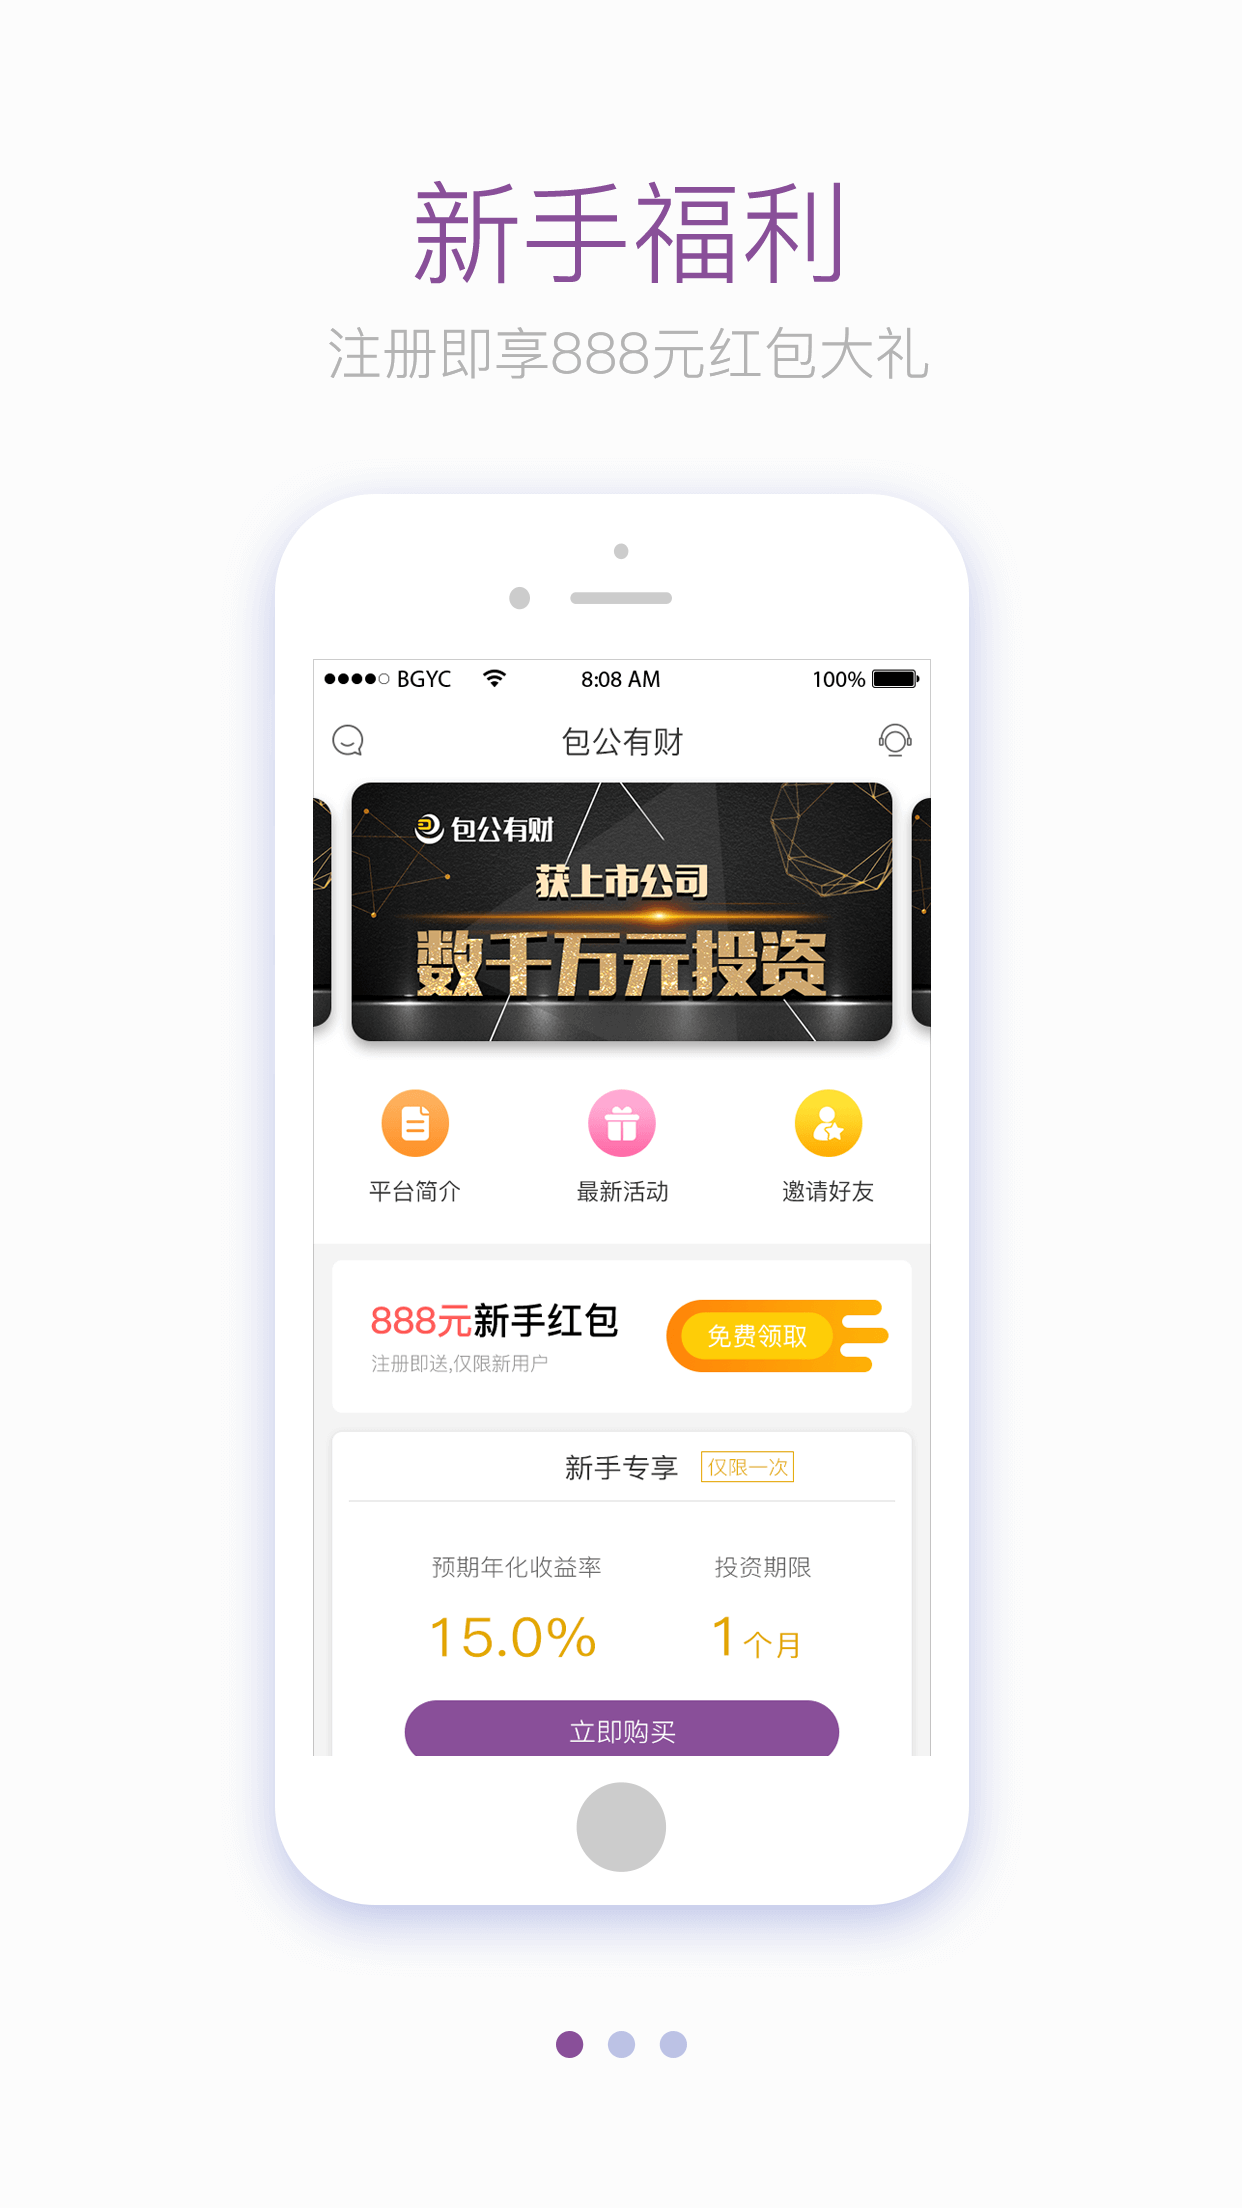 新手福利
注册即享888元红包大礼
BGYC 8:08 AM 100%
包公有财
包公有财
获上市公司
数千万元投资
平台简介 最新活动 邀请好友
888元新手红包
注册即送,仅限新用户
免费领取
新手专享 仅限一次
预期年化收益率 投资期限
15.0% 1个月
立即购买